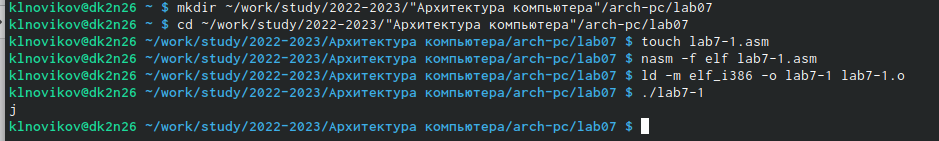 klnovikov@dk2n26 ~ $ mkdir ~/work/study/2022-2023/"Архитектура компьютера"/arch-pc/lab07
klnovikov@dk2n26 ~ $ cd ~/work/study/2022-2023/"Архитектура компьютера"/arch-pc/lab07
klnovikov@dk2n26 ~/work/study/2022-2023/Архитектура компьютера/arch-pc/lab07 $ touch lab7-1.asm
klnovikov@dk2n26 ~/work/study/2022-2023/Архитектура компьютера/arch-pc/lab07 $ nasm -f elf lab7-1.asm
klnovikov@dk2n26 ~/work/study/2022-2023/Архитектура компьютера/arch-pc/lab07 $ ld -m elf_i386 -o lab7-1 lab7-1.o
klnovikov@dk2n26 ~/work/study/2022-2023/Архитектура компьютера/arch-pc/lab07 $ ./lab7-1
j
klnovikov@dk2n26 ~/work/study/2022-2023/Архитектура компьютера/arch-pc/lab07 $